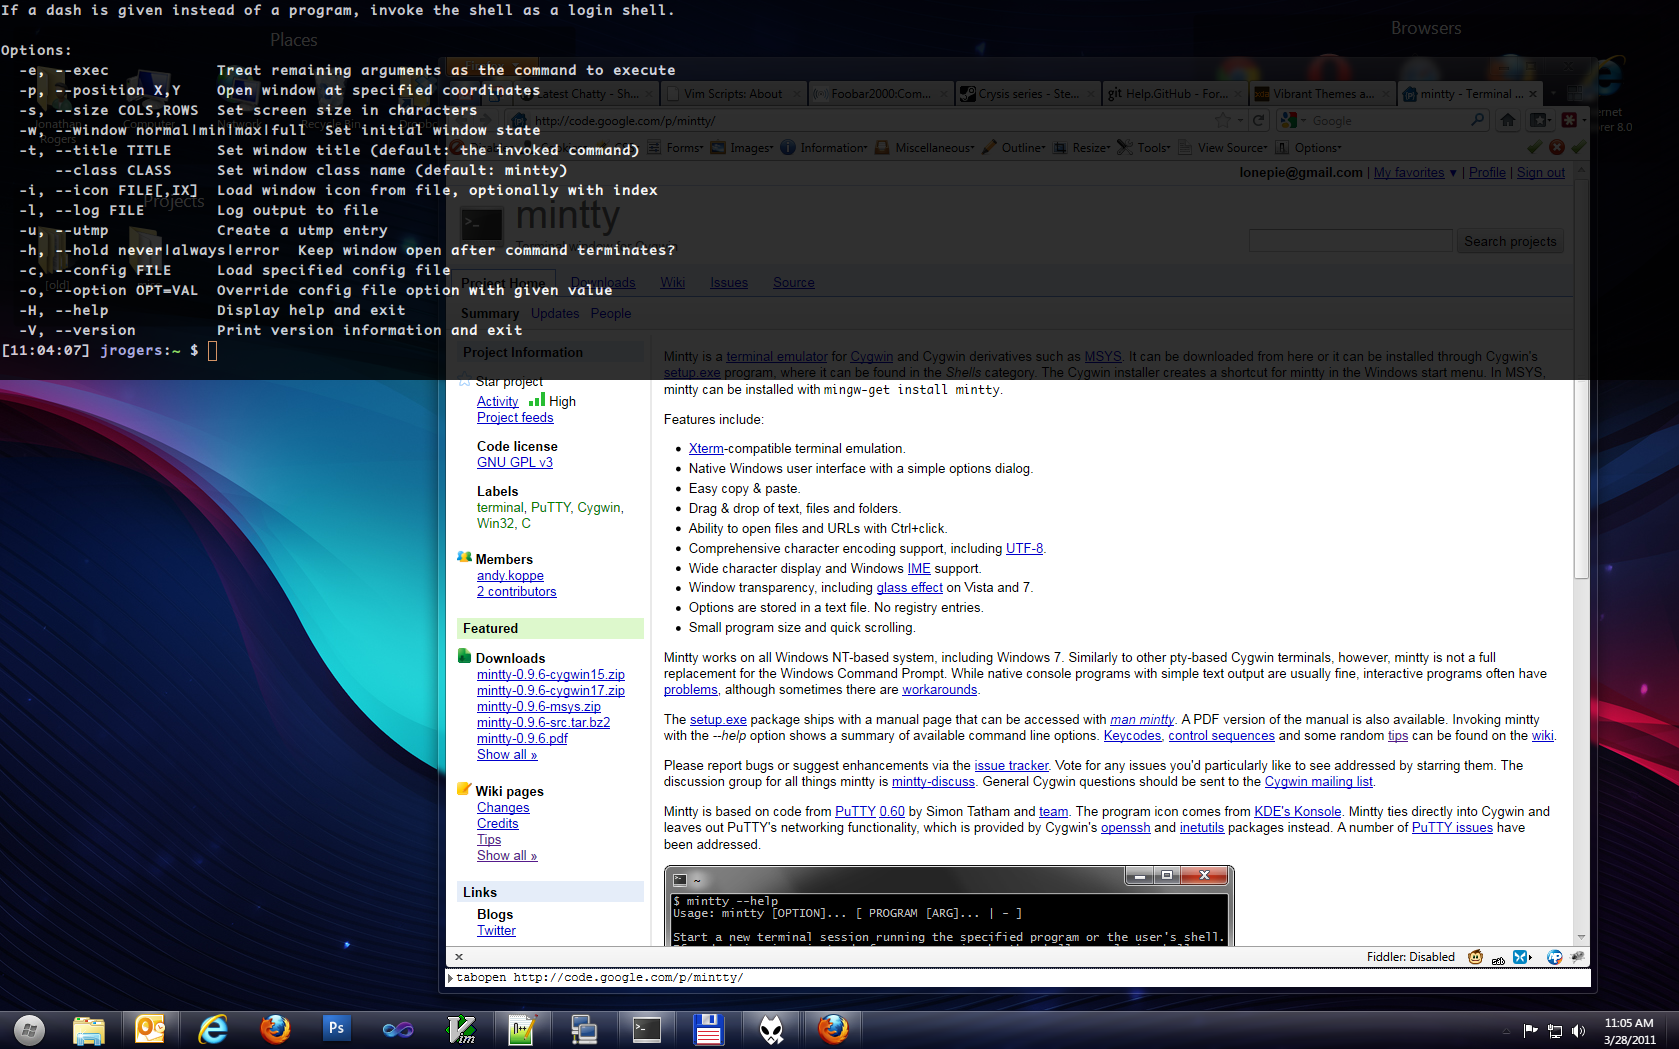 If a dash is given instead of a program, invoke the shell as a login shell.
Places
Browsers
Options:
-e, --exec Treat remaining arguments as the command to execute
-p, --position X,Y Open window at specified coordinates
-s, --size COLS,ROWS Set screen size in characters
-w, --window normal|min|max|full Set initial window state
-t, --title TITLE Set window title (default: the invoked command)
--class CLASS Set window class name (default: mintty)
-i, --icon FILE[,IX] Load window icon from file, optionally with index
-l, --log FILE Log output to file
-u, --utmp Create a utmp entry
-h, --hold never|always|error Keep window open after command terminates?
-c, --config FILE Load specified config file
-o, --option OPT=VAL Override config file option with given value
-H, --help Display help and exit
-V, --version Print version information and exit
[11:04:07] jrogers:~ $
Jonathan Rogers
Computer
Network
Projects
[old]
Latest Chatty - Sh...
Vim Scripts: About
Foobar2000:Com...
Crysis series - Ste...
git Help.GitHub - For...
Vibrant Themes a...
mintty - Terminal ...
http://code.google.com/p/mintty/
Google
Forms
Images
Information
Miscellaneous
Outline
Resize
Tools
View Source
Options
lonepie@gmail.com | My favorites ▼ | Profile | Sign out
mintty
Search projects
Project Home Downloads Wiki Issues Source
Summary Updates People
Project Information
Star project
Activity High
Project feeds
Code license
GNU GPL v3
Labels
terminal, PuTTY, Cygwin,
Win32, C
Members
andy.koppe
2 contributors
Featured
Downloads
mintty-0.9.6-cygwin15.zip
mintty-0.9.6-cygwin17.zip
mintty-0.9.6-msys.zip
mintty-0.9.6-src.tar.bz2
mintty-0.9.6.pdf
Show all »
Wiki pages
Changes
Credits
Tips
Show all »
Links
Blogs
Twitter
Mintty is a terminal emulator for Cygwin and Cygwin derivatives such as MSYS. It can be downloaded from here or it can be installed through Cygwin's
setup.exe program, where it can be found in the Shells category. The Cygwin installer creates a shortcut for mintty in the Windows start menu. In MSYS,
mintty can be installed with mingw-get install mintty.
Features include:
• Xterm-compatible terminal emulation.
• Native Windows user interface with a simple options dialog.
• Easy copy & paste.
• Drag & drop of text, files and folders.
• Ability to open files and URLs with Ctrl+click.
• Comprehensive character encoding support, including UTF-8.
• Wide character display and Windows IME support.
• Window transparency, including glass effect on Vista and 7.
• Options are stored in a text file. No registry entries.
• Small program size and quick scrolling.
Mintty works on all Windows NT-based system, including Windows 7. Similarly to other pty-based Cygwin terminals, however, mintty is not a full
replacement for the Windows Command Prompt. While native console programs with simple text output are usually fine, interactive programs often have
problems, although sometimes there are workarounds.
The setup.exe package ships with a manual page that can be accessed with man mintty. A PDF version of the manual is also available. Invoking mintty
with the --help option shows a summary of available command line options. Keycodes, control sequences and some random tips can be found on the wiki.
Please report bugs or suggest enhancements via the issue tracker. Vote for any issues you'd particularly like to see addressed by starring them. The
discussion group for all things mintty is mintty-discuss. General Cygwin questions should be sent to the Cygwin mailing list.
Mintty is based on code from PuTTY 0.60 by Simon Tatham and team. The program icon comes from KDE's Konsole. Mintty ties directly into Cygwin and
leaves out PuTTY's networking functionality, which is provided by Cygwin's openssh and inetutils packages instead. A number of PuTTY issues have
been addressed.
~
$ mintty --help
Usage: mintty [OPTION]... [ PROGRAM [ARG]... | - ]
Start a new terminal session running the specified program or the user's shell.
Fiddler: Disabled
tabopen http://code.google.com/p/mintty/
Ps
Vim
11:05 AM
3/28/2011